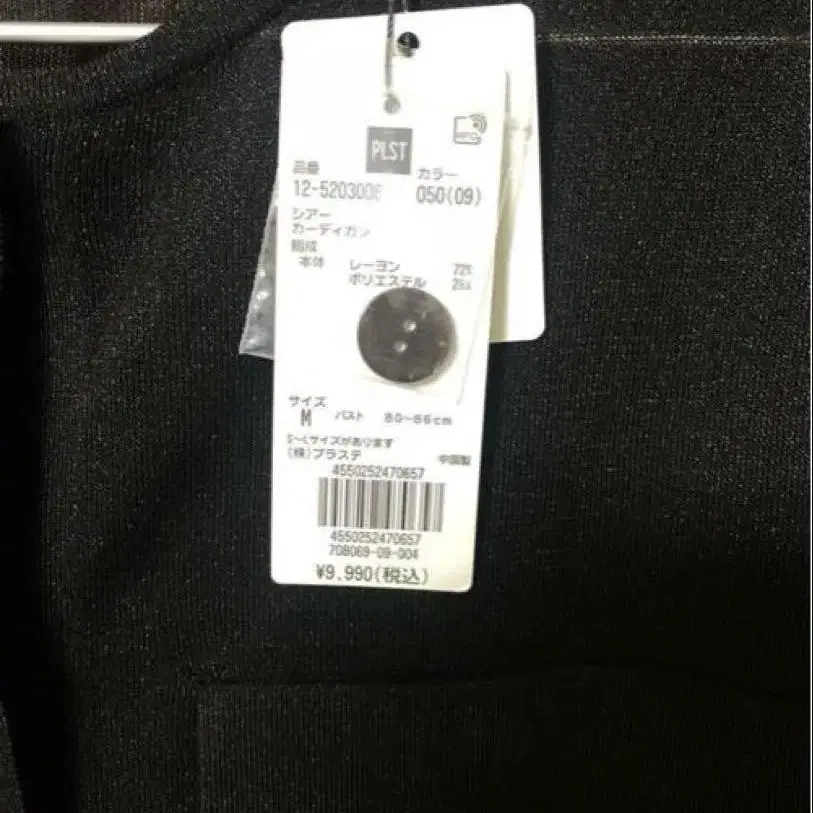 PLST
品番 カラー
12-5203006 050(09)
シアー
カーディガン
組成
本体 レーヨン 72%
ポリエステル 28%
サイズ
M バスト 80~86cm
S~Lサイズがあります
(株)プラステ 中国製
4550252470657
4550252470657
708069-09-004
¥9,990(税込)